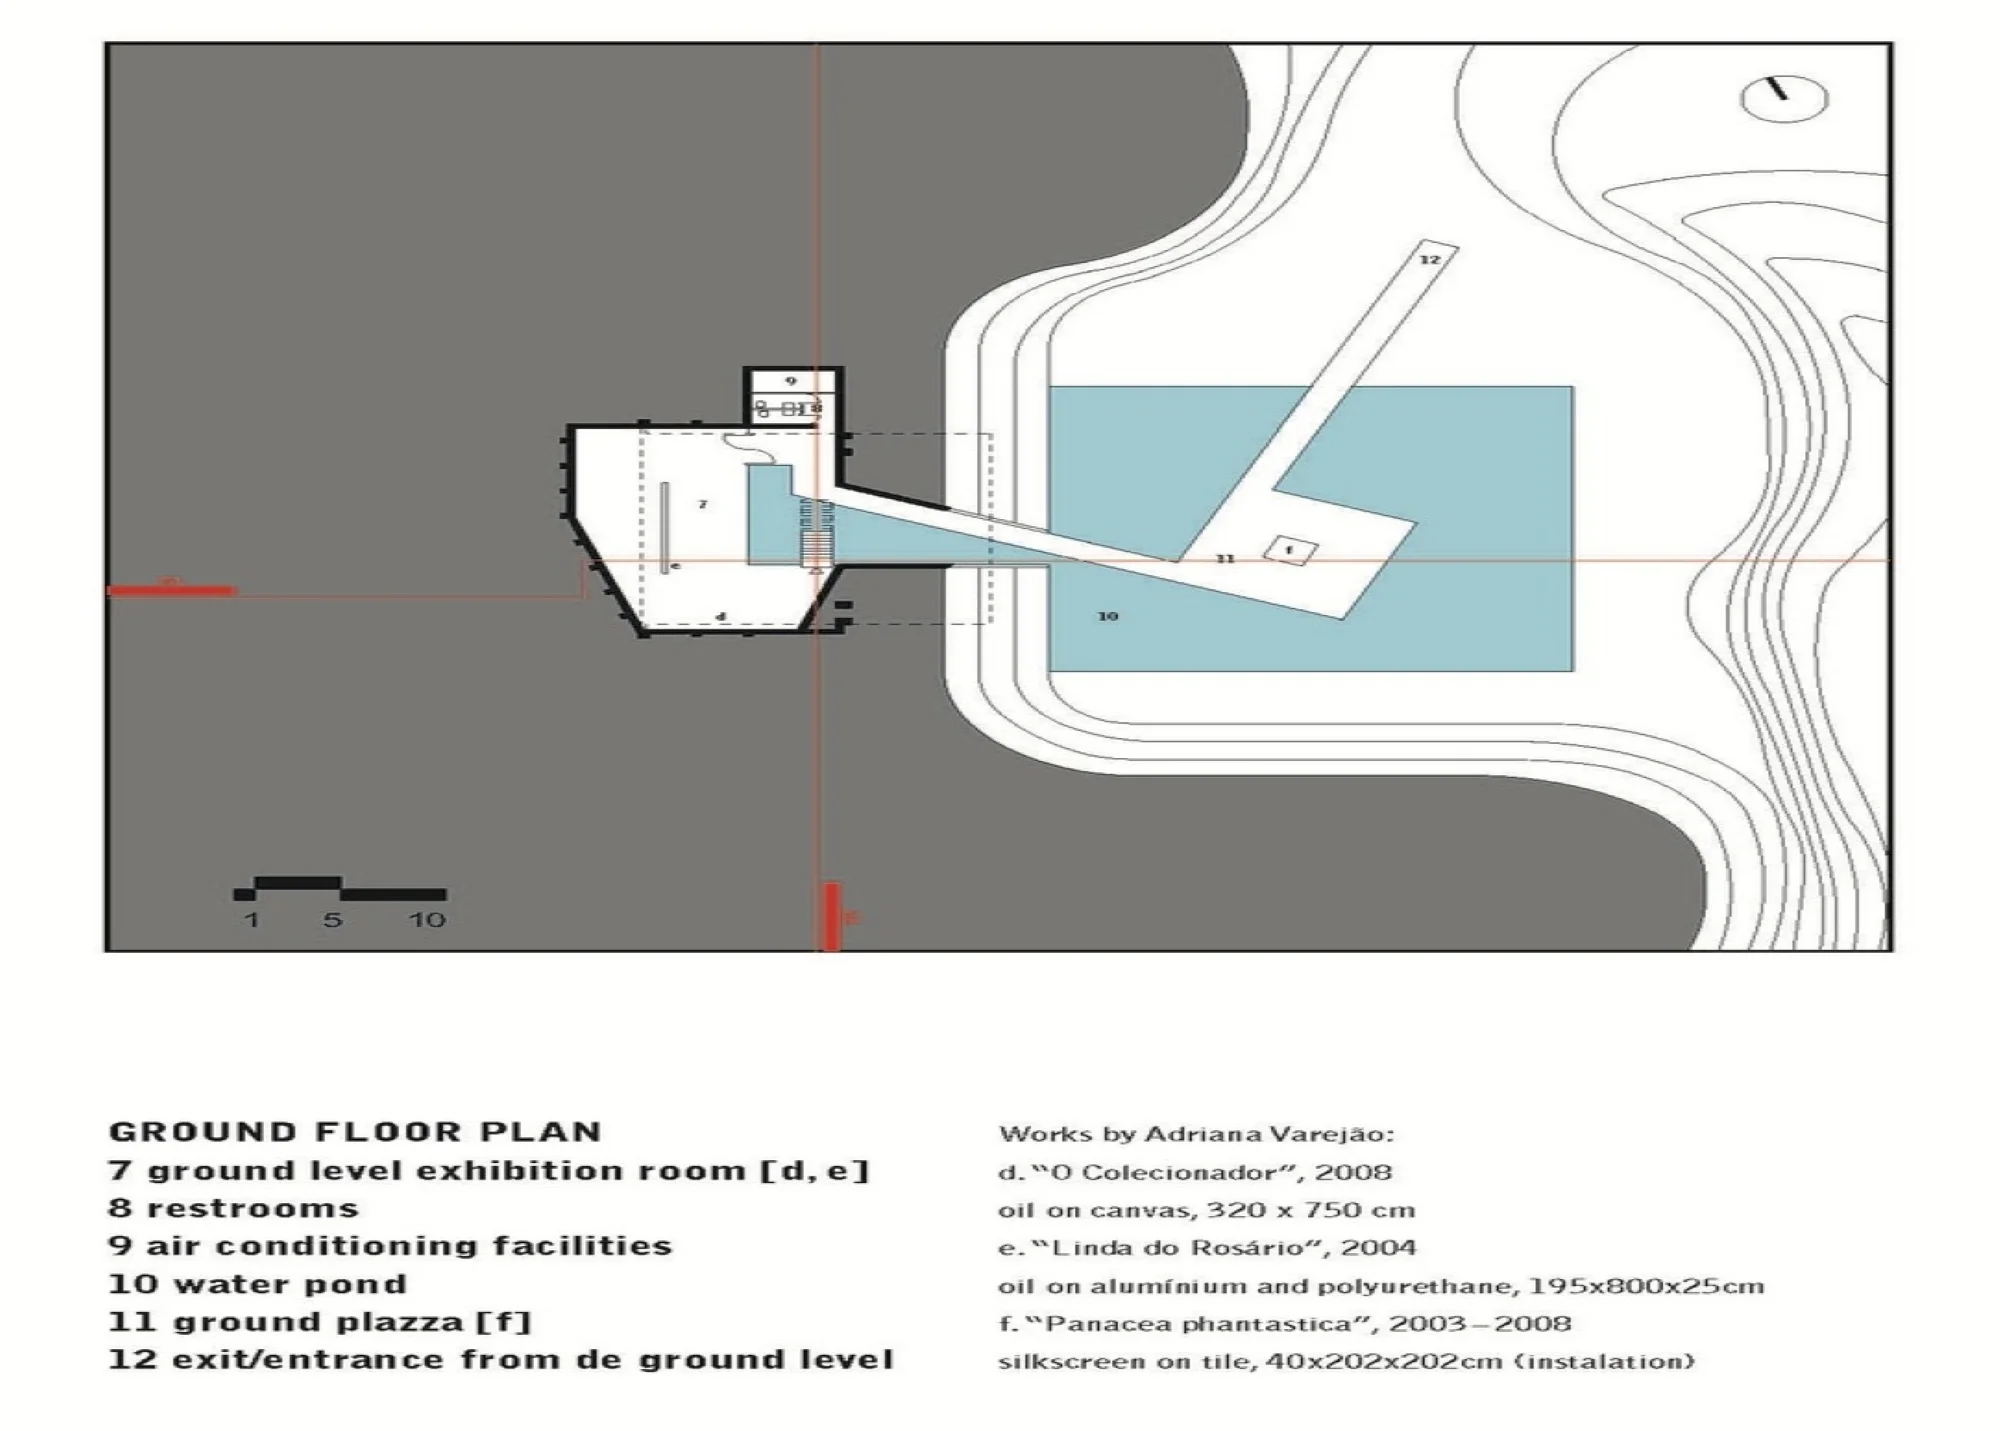 12
9
8
7
11
f
e
10
d
1 5 10
GROUND FLOOR PLAN
7 ground level exhibition room [d, e]
8 restrooms
9 air conditioning facilities
10 water pond
11 ground plazza [f]
12 exit/entrance from de ground level
Works by Adriana Varejão:
d. “O Colecionador”, 2008
oil on canvas, 320 x 750 cm
e. “Linda do Rosário”, 2004
oil on alumínium and polyurethane, 195x800x25cm
f. “Panacea phantastica”, 2003–2008
silkscreen on tile, 40x202x202cm (instalation)